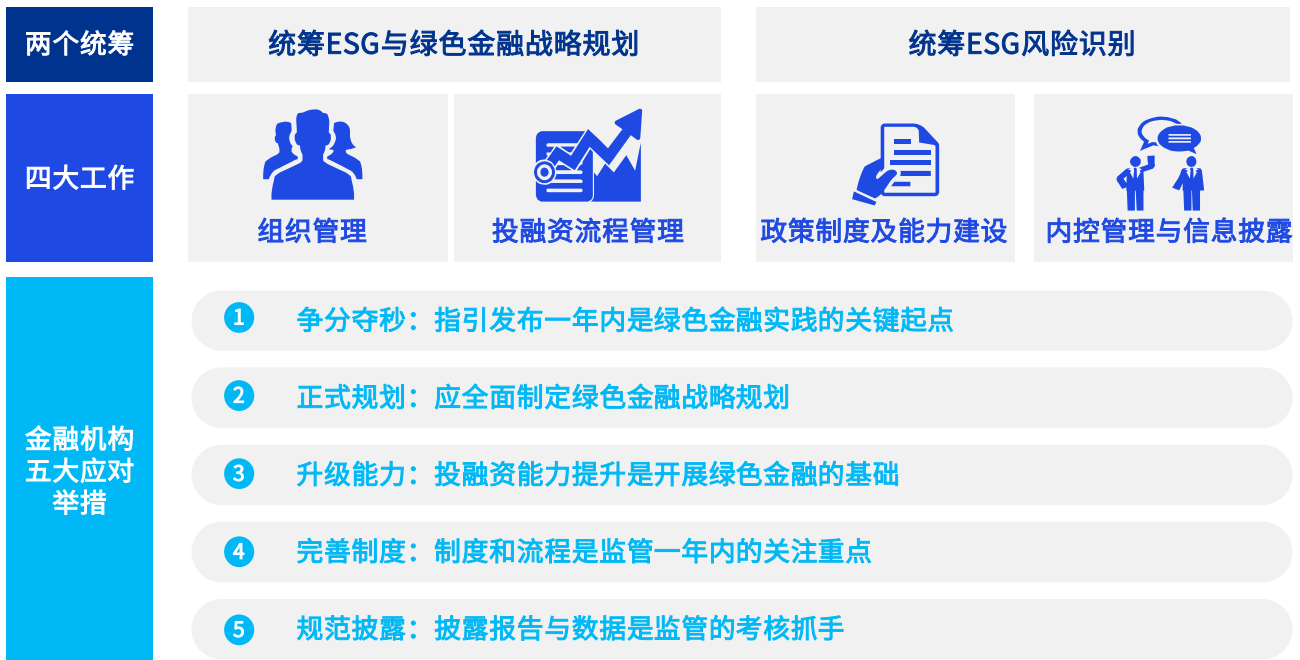 两个统筹
统筹ESG与绿色金融战略规划
统筹ESG风险识别
四大工作
组织管理
投融资流程管理
政策制度及能力建设
内控管理与信息披露
金融机构
五大应对
举措
1 争分夺秒：指引发布一年内是绿色金融实践的关键起点
2 正式规划：应全面制定绿色金融战略规划
3 升级能力：投融资能力提升是开展绿色金融的基础
4 完善制度：制度和流程是监管一年内的关注重点
5 规范披露：披露报告与数据是监管的考核抓手